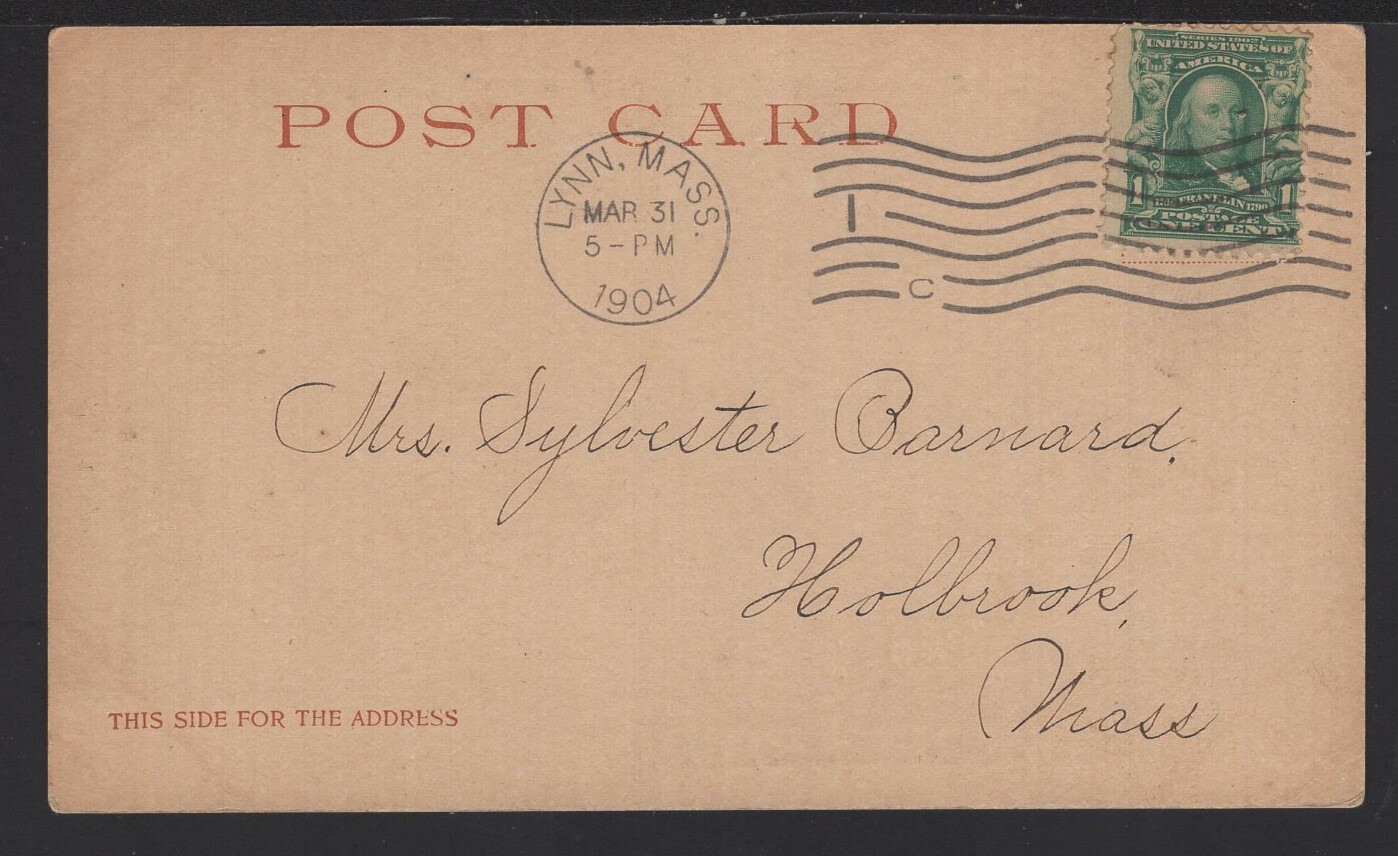 POST CARD
SERIES 1902
UNITED STATES OF
AMERICA
1 1
FRANKLIN 1790
POSTAGE
ONE CENT
LYNN, MASS.
MAR 31
5-PM
1904
1
C
Mrs. Sylvester Barnard.
Holbrook,
Mass
THIS SIDE FOR THE ADDRESS